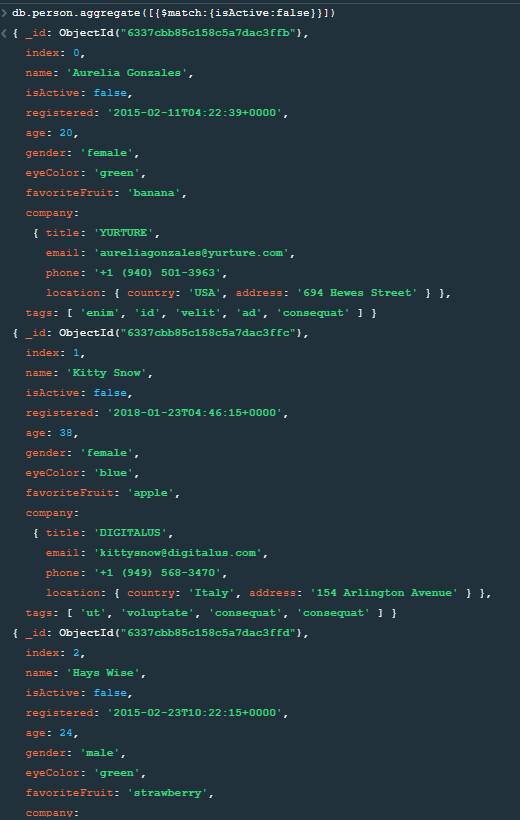 > db.person.aggregate([{$match:{isActive:false}}])
< { _id: ObjectId("6337cbb85c158c5a7dac3ffb"),
index: 0,
name: 'Aurelia Gonzales',
isActive: false,
registered: '2015-02-11T04:22:39+0000',
age: 20,
gender: 'female',
eyeColor: 'green',
favoriteFruit: 'banana',
company:
{ title: 'YURTURE',
email: 'aureliagonzales@yurture.com',
phone: '+1 (940) 501-3963',
location: { country: 'USA', address: '694 Hewes Street' } },
tags: [ 'enim', 'id', 'velit', 'ad', 'consequat' ] }
{ _id: ObjectId("6337cbb85c158c5a7dac3ffc"),
index: 1,
name: 'Kitty Snow',
isActive: false,
registered: '2018-01-23T04:46:15+0000',
age: 38,
gender: 'female',
eyeColor: 'blue',
favoriteFruit: 'apple',
company:
{ title: 'DIGITALUS',
email: 'kittysnow@digitalus.com',
phone: '+1 (949) 568-3470',
location: { country: 'Italy', address: '154 Arlington Avenue' } },
tags: [ 'ut', 'voluptate', 'consequat', 'consequat' ] }
{ _id: ObjectId("6337cbb85c158c5a7dac3ffd"),
index: 2,
name: 'Hays Wise',
isActive: false,
registered: '2015-02-23T10:22:15+0000',
age: 24,
gender: 'male',
eyeColor: 'green',
favoriteFruit: 'strawberry',
company: